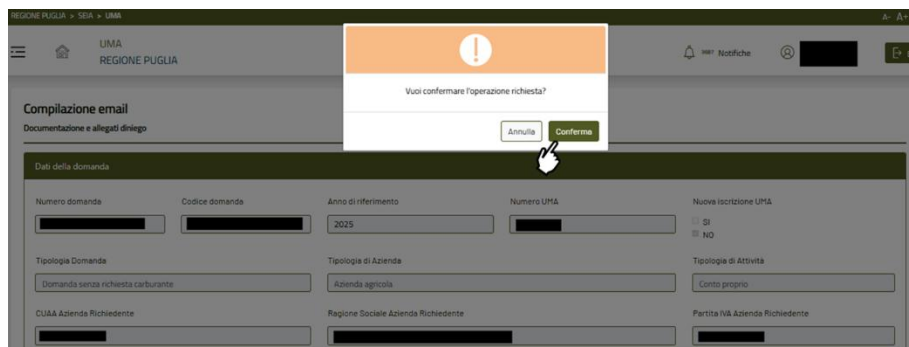 REGIONE PUGLIA > SEIA > UMA
A- A+
UMA
REGIONE PUGLIA
Notifiche
Vuoi confermare l'operazione richiesta?
Annulla
Conferma
Compilazione email
Documentazione e allegati diniego
Dati della domanda
Numero domanda
Codice domanda
Anno di riferimento
Numero UMA
Nuova iscrizione UMA
2025
SI
NO
Tipologia Domanda
Tipologia di Azienda
Tipologia di Attività
Domanda senza richiesta carburante
Azienda agricola
Conto proprio
CUAA Azienda Richiedente
Ragione Sociale Azienda Richiedente
Partita IVA Azienda Richiedente